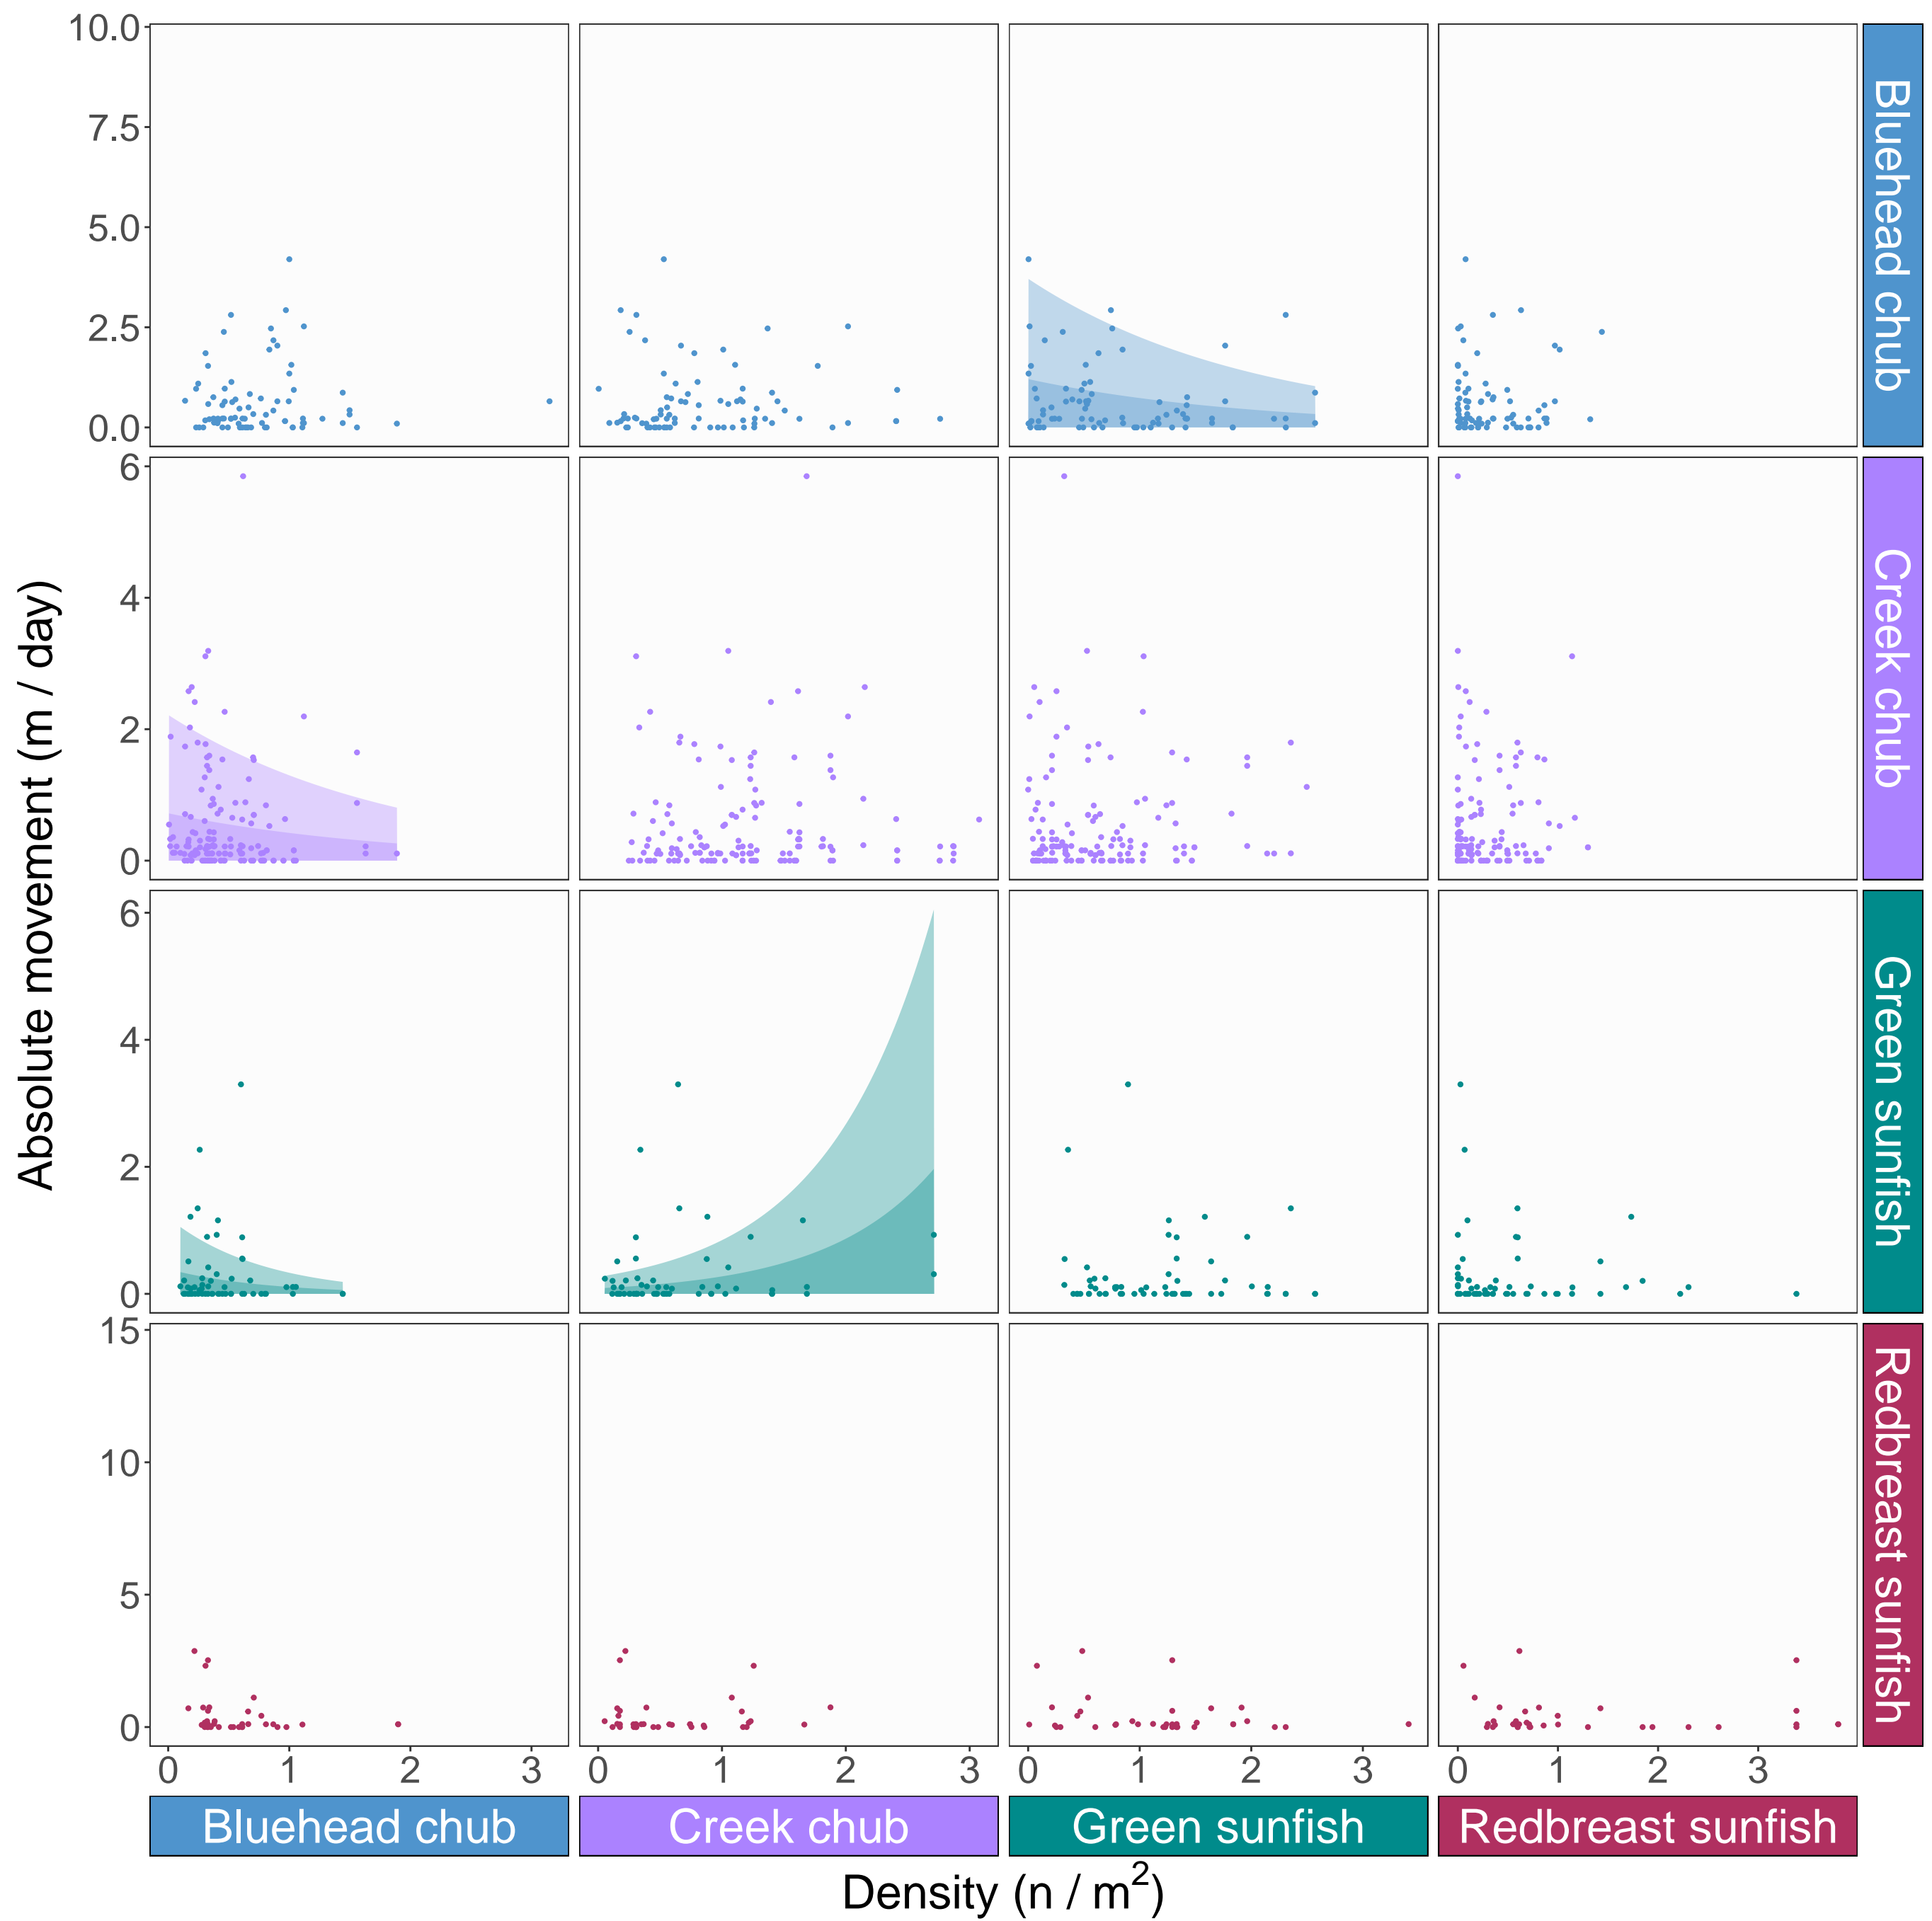 Absolute movement (m / day)
10.0
7.5
5.0
2.5
0.0
Bluehead chub
6
4
2
0
Creek chub
6
4
2
0
Green sunfish
15
10
5
0
Redbreast sunfish
0 1 2 3
0 1 2 3
0 1 2 3
0 1 2 3
Bluehead chub
Creek chub
Green sunfish
Redbreast sunfish
Density (n / m²)